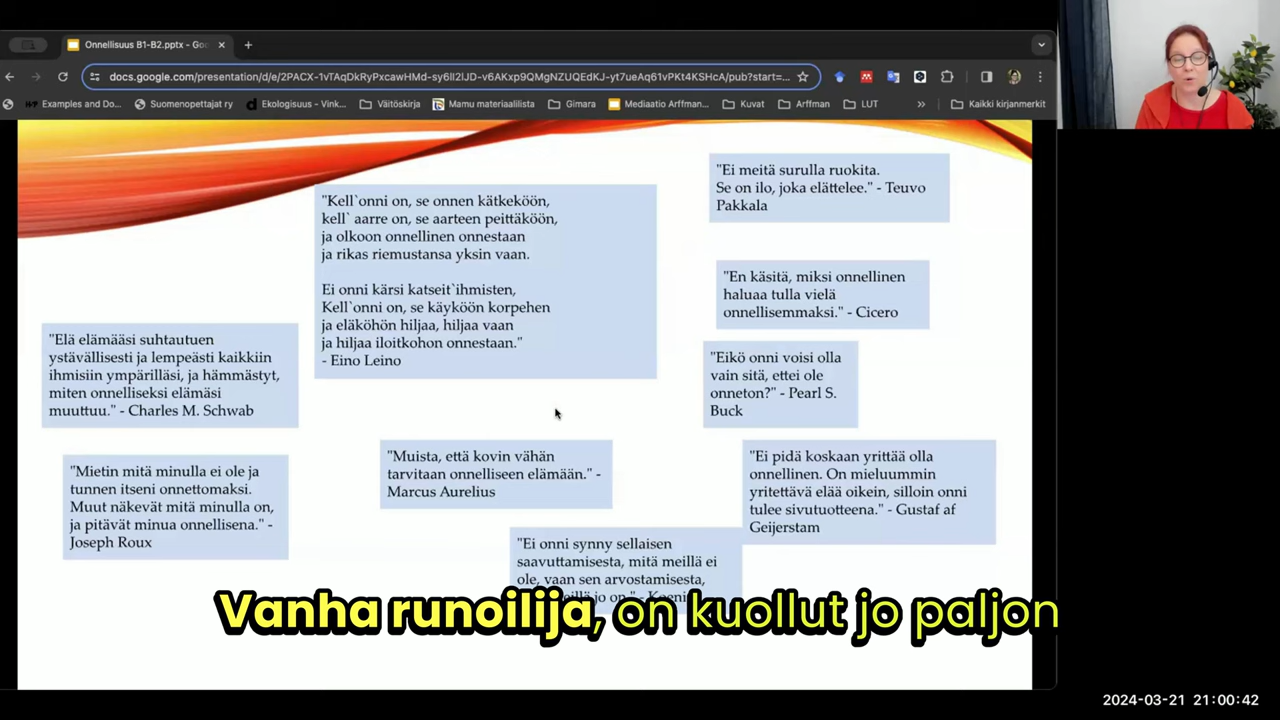 Onnellisuus B1-B2.pptx - Goo
docs.google.com/presentation/d/e/2PACX-1vTAqDkRyPxcawHMd-sy6Il2IJD-v6AKxp9QMgNZUQEdKJ-yt7ueAq61vPKt4KSHcA/pub?start=...
Examples and Do...
Suomenopettajat ry
Ekologisuus - Vink...
Väitöskirja
Mamu materiaalilista
Gimara
Mediaatio Arffman...
Kuvat
Arffman
LUT
»
Kaikki kirjanmerkit
"Ei meitä surulla ruokita.
Se on ilo, joka elättelee." - Teuvo
Pakkala
"Kell`onni on, se onnen kätkeköön,
kell` aarre on, se aarteen peittäköön,
ja olkoon onnellinen onnestaan
ja rikas riemustansa yksin vaan.
Ei onni kärsi katseit`ihmisten,
Kell`onni on, se käyköön korpehen
ja eläköhön hiljaa, hiljaa vaan
ja hiljaa iloitkohon onnestaan."
- Eino Leino
"En käsitä, miksi onnellinen
haluaa tulla vielä
onnellisemmaksi." - Cicero
"Elä elämääsi suhtautuen
ystävällisesti ja lempeästi kaikkiin
ihmisiin ympärilläsi, ja hämmästyt,
miten onnelliseksi elämäsi
muuttuu." - Charles M. Schwab
"Eikö onni voisi olla
vain sitä, ettei ole
onneton?" - Pearl S.
Buck
"Mietin mitä minulla ei ole ja
tunnen itseni onnettomaksi.
Muut näkevät mitä minulla on,
ja pitävät minua onnellisena." -
Joseph Roux
"Muista, että kovin vähän
tarvitaan onnelliseen elämään." -
Marcus Aurelius
"Ei pidä koskaan yrittää olla
onnellinen. On mieluummin
yritettävä elää oikein, silloin onni
tulee sivutuotteena." - Gustaf af
Geijerstam
"Ei onni synny sellaisen
saavuttamisesta, mitä meillä ei
ole, vaan sen arvostamisesta,
jo on." -
Vanha runoilija, on kuollut jo paljon
2024-03-21 21:00:42